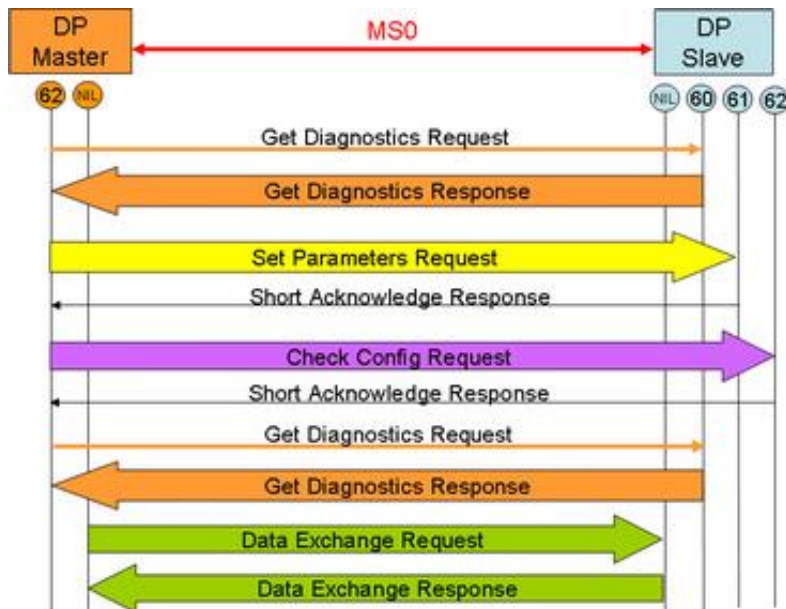 DP
Master
MS0
DP
Slave
62
NIL
NIL
60
61
62
Get Diagnostics Request
Get Diagnostics Response
Set Parameters Request
Short Acknowledge Response
Check Config Request
Short Acknowledge Response
Get Diagnostics Request
Get Diagnostics Response
Data Exchange Request
Data Exchange Response